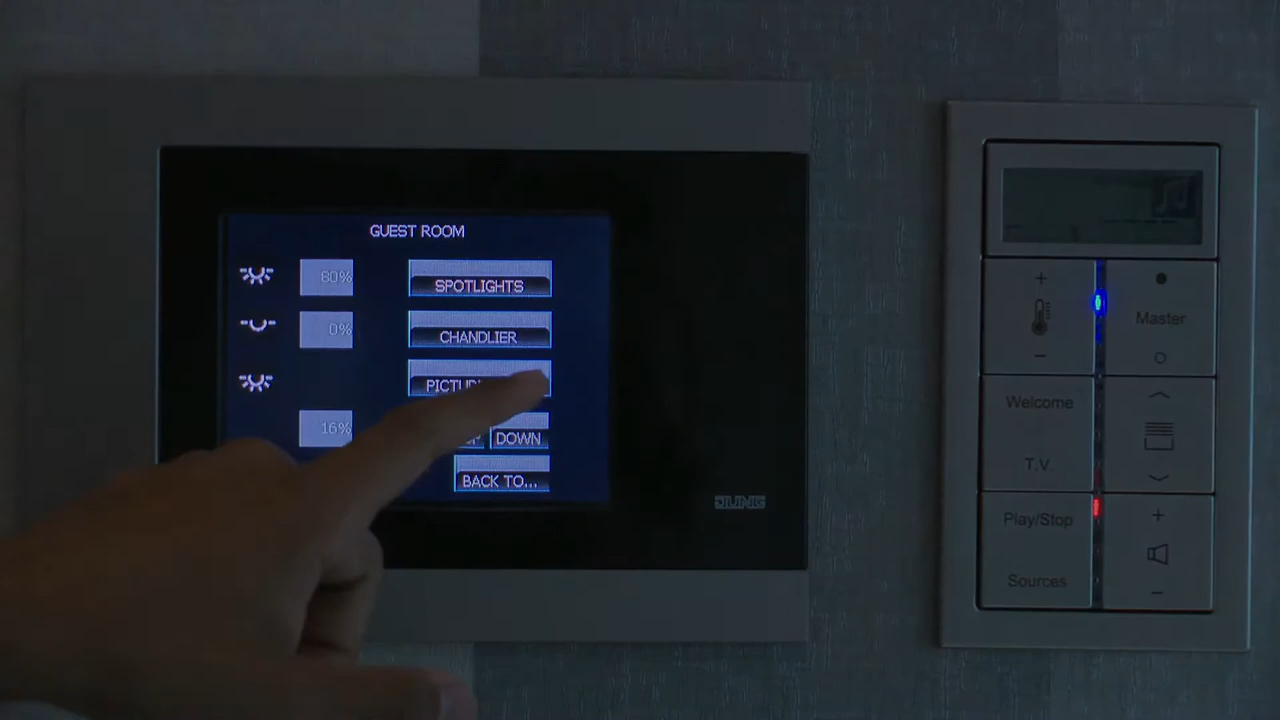 GUEST ROOM
80%
SPOTLIGHTS
0%
CHANDLIER
16%
DOWN
BACK TO...
JUNG
Master
Welcome
T.V.
Play/Stop
Sources